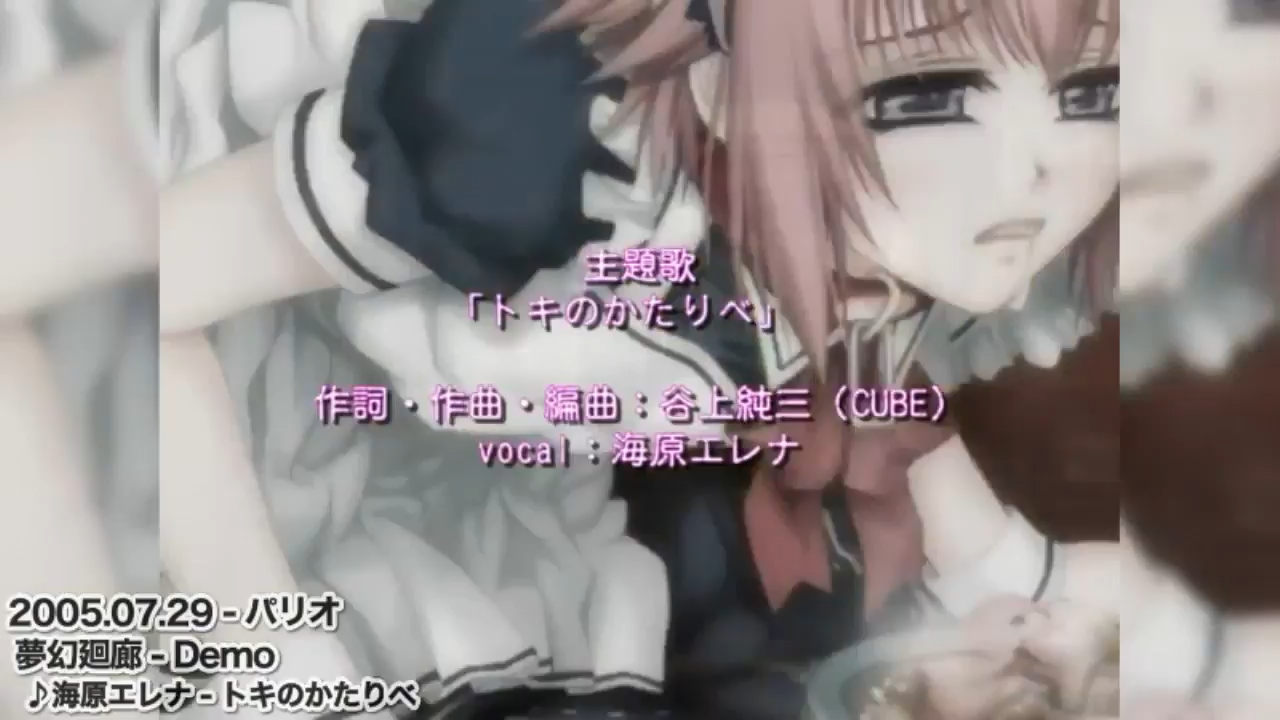 主題歌
「トキのかたりべ」
作詞・作曲・編曲：谷上純三（CUBE）
vocal：海原エレナ
2005.07.29 - パリオ
夢幻廻廊 - Demo
♪海原エレナ - トキのかたりべ